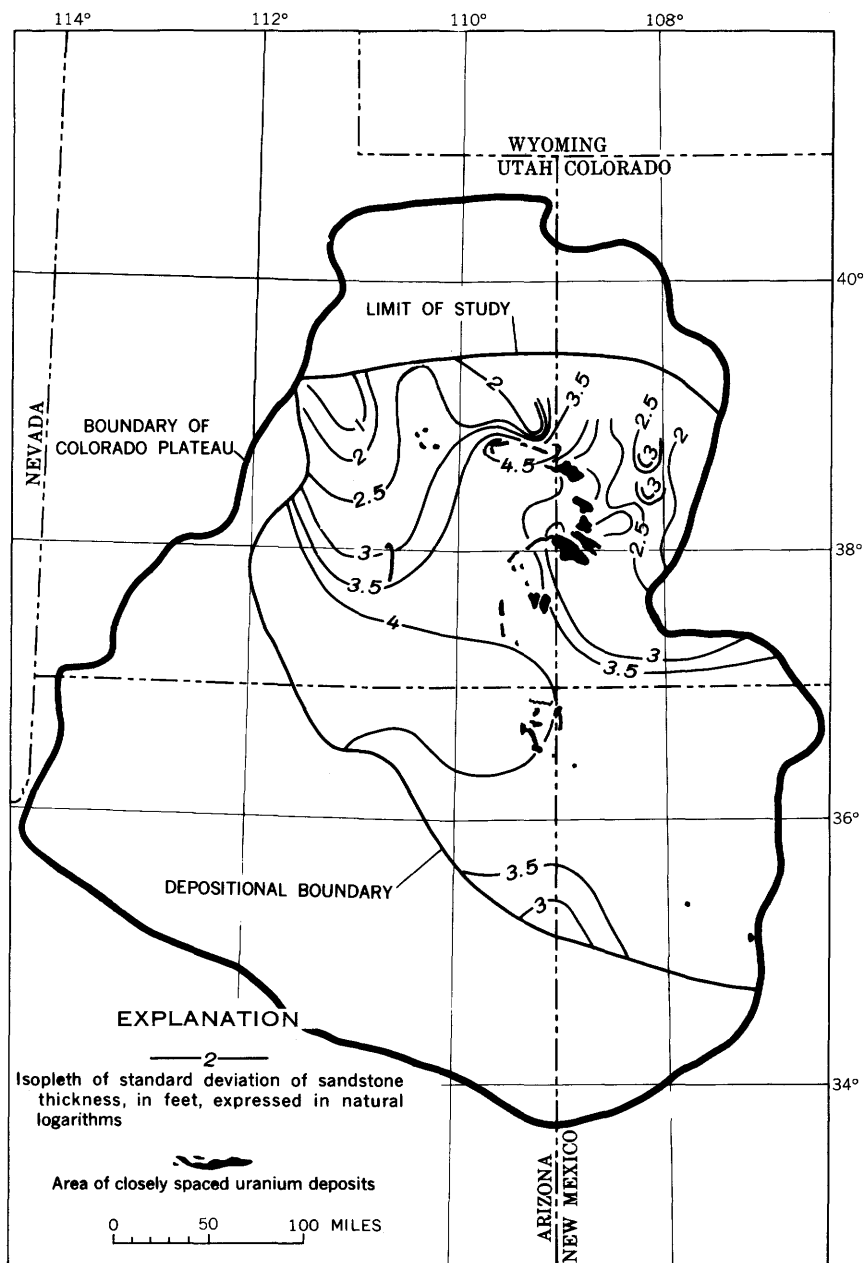 114° 112° 110° 108°
WYOMING
UTAH COLORADO
40°
LIMIT OF STUDY
NEVADA
BOUNDARY OF
COLORADO PLATEAU
2
3.5
2.5
2
1
3
4.5
2
3
2.5
2.5
3
38°
3.5
4
3
3.5
36°
3.5
DEPOSITIONAL BOUNDARY
3
EXPLANATION
2
Isopleth of standard deviation of sandstone
thickness, in feet, expressed in natural
logarithms
34°
Area of closely spaced uranium deposits
ARIZONA
NEW MEXICO
0 50 100 MILES